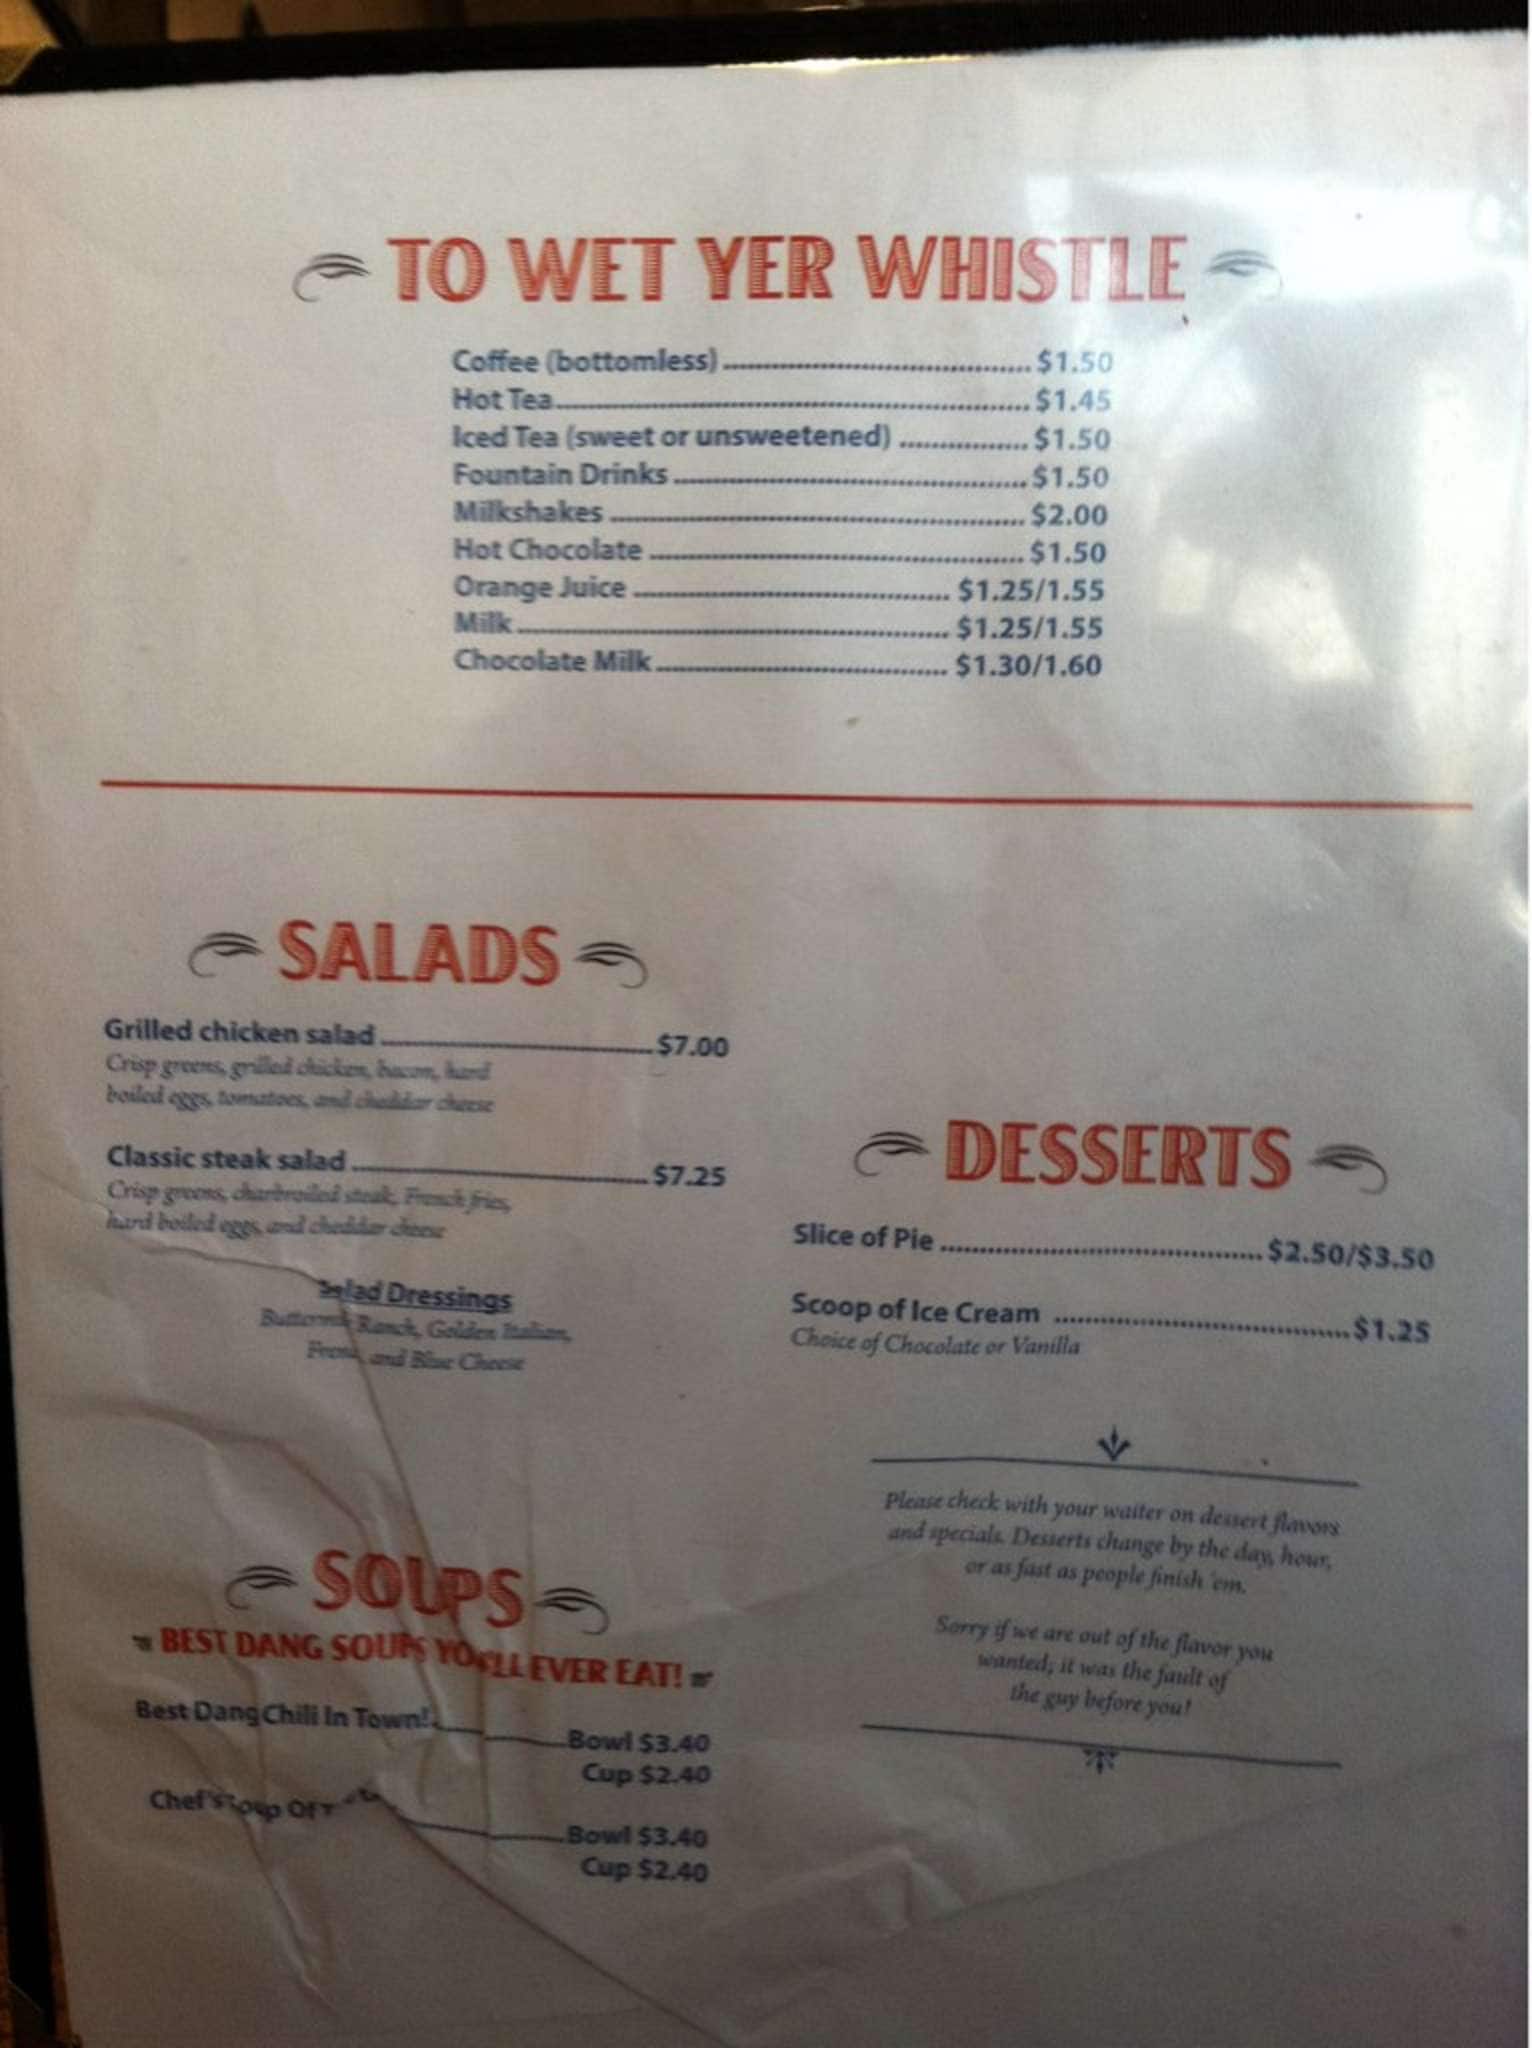 TO WET YER WHISTLE
Coffee (bottomless) $1.50
Hot Tea $1.45
Iced Tea (sweet or unsweetened) $1.50
Fountain Drinks $1.50
Milkshakes $2.00
Hot Chocolate $1.50
Orange Juice $1.25/1.55
Milk $1.25/1.55
Chocolate Milk $1.30/1.60
SALADS
Grilled chicken salad $7.00
Crisp greens, grilled chicken, bacon, hard
boiled eggs, tomatoes, and cheddar cheese
Classic steak salad $7.25
Crisp greens, charbroiled steak, French fries,
hard boiled eggs, and cheddar cheese
Salad Dressings
Buttermilk Ranch, Golden Italian,
and Blue Cheese
SOUPS
BEST DANG SOUPS YOU'LL EVER EAT!
Best Dang Chili In Town! Bowl $3.40
Cup $2.40
Chef's Soup Of Bowl $3.40
Cup $2.40
DESSERTS
Slice of Pie $2.50/$3.50
Scoop of Ice Cream $1.25
Choice of Chocolate or Vanilla
Please check with your waiter on dessert flavors
and specials. Desserts change by the day, hour,
or as fast as people finish 'em.
Sorry if we are out of the flavor you
wanted; it was the fault of
the guy before you!